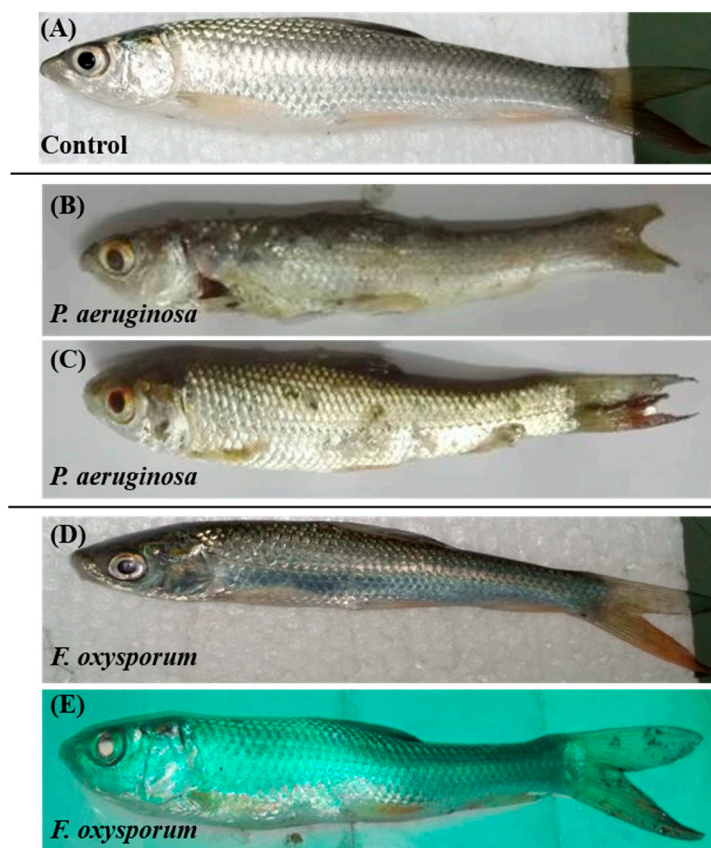 (A)
Control
(B)
P. aeruginosa
(C)
P. aeruginosa
(D)
F. oxysporum
(E)
F. oxysporum